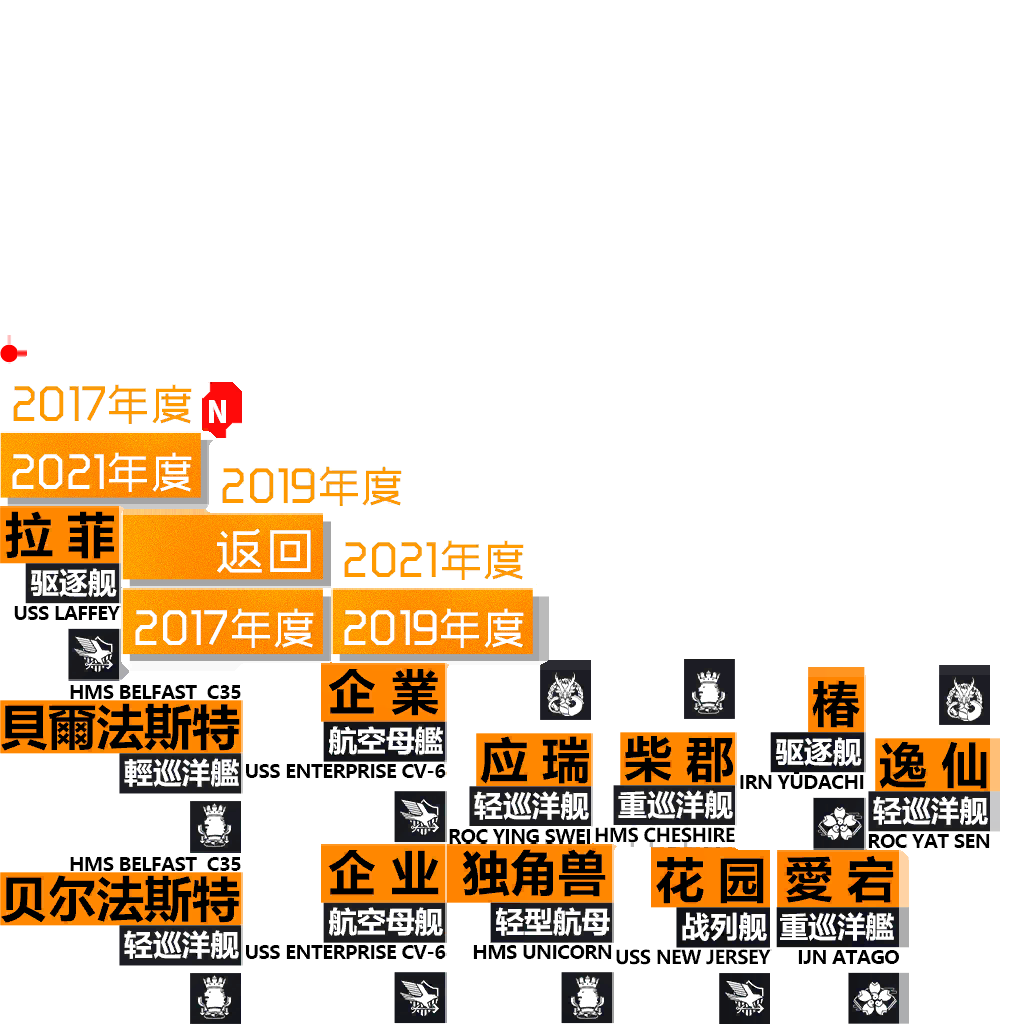 2017年度
N
2021年度
2019年度
拉菲
驱逐舰
USS LAFFEY
返回
2021年度
2017年度
2019年度
HMS BELFAST C35
貝爾法斯特
輕巡洋艦
企業
航空母艦
USS ENTERPRISE CV-6
应瑞
轻巡洋舰
ROC YING SWEI
柴郡
重巡洋舰
HMS CHESHIRE
椿
驱逐舰
IRN YŪDACHI
逸仙
轻巡洋舰
ROC YAT SEN
HMS BELFAST C35
贝尔法斯特
轻巡洋舰
企业
航空母舰
USS ENTERPRISE CV-6
独角兽
轻型航母
HMS UNICORN
花园
战列舰
USS NEW JERSEY
愛宕
重巡洋艦
IJN ATAGO